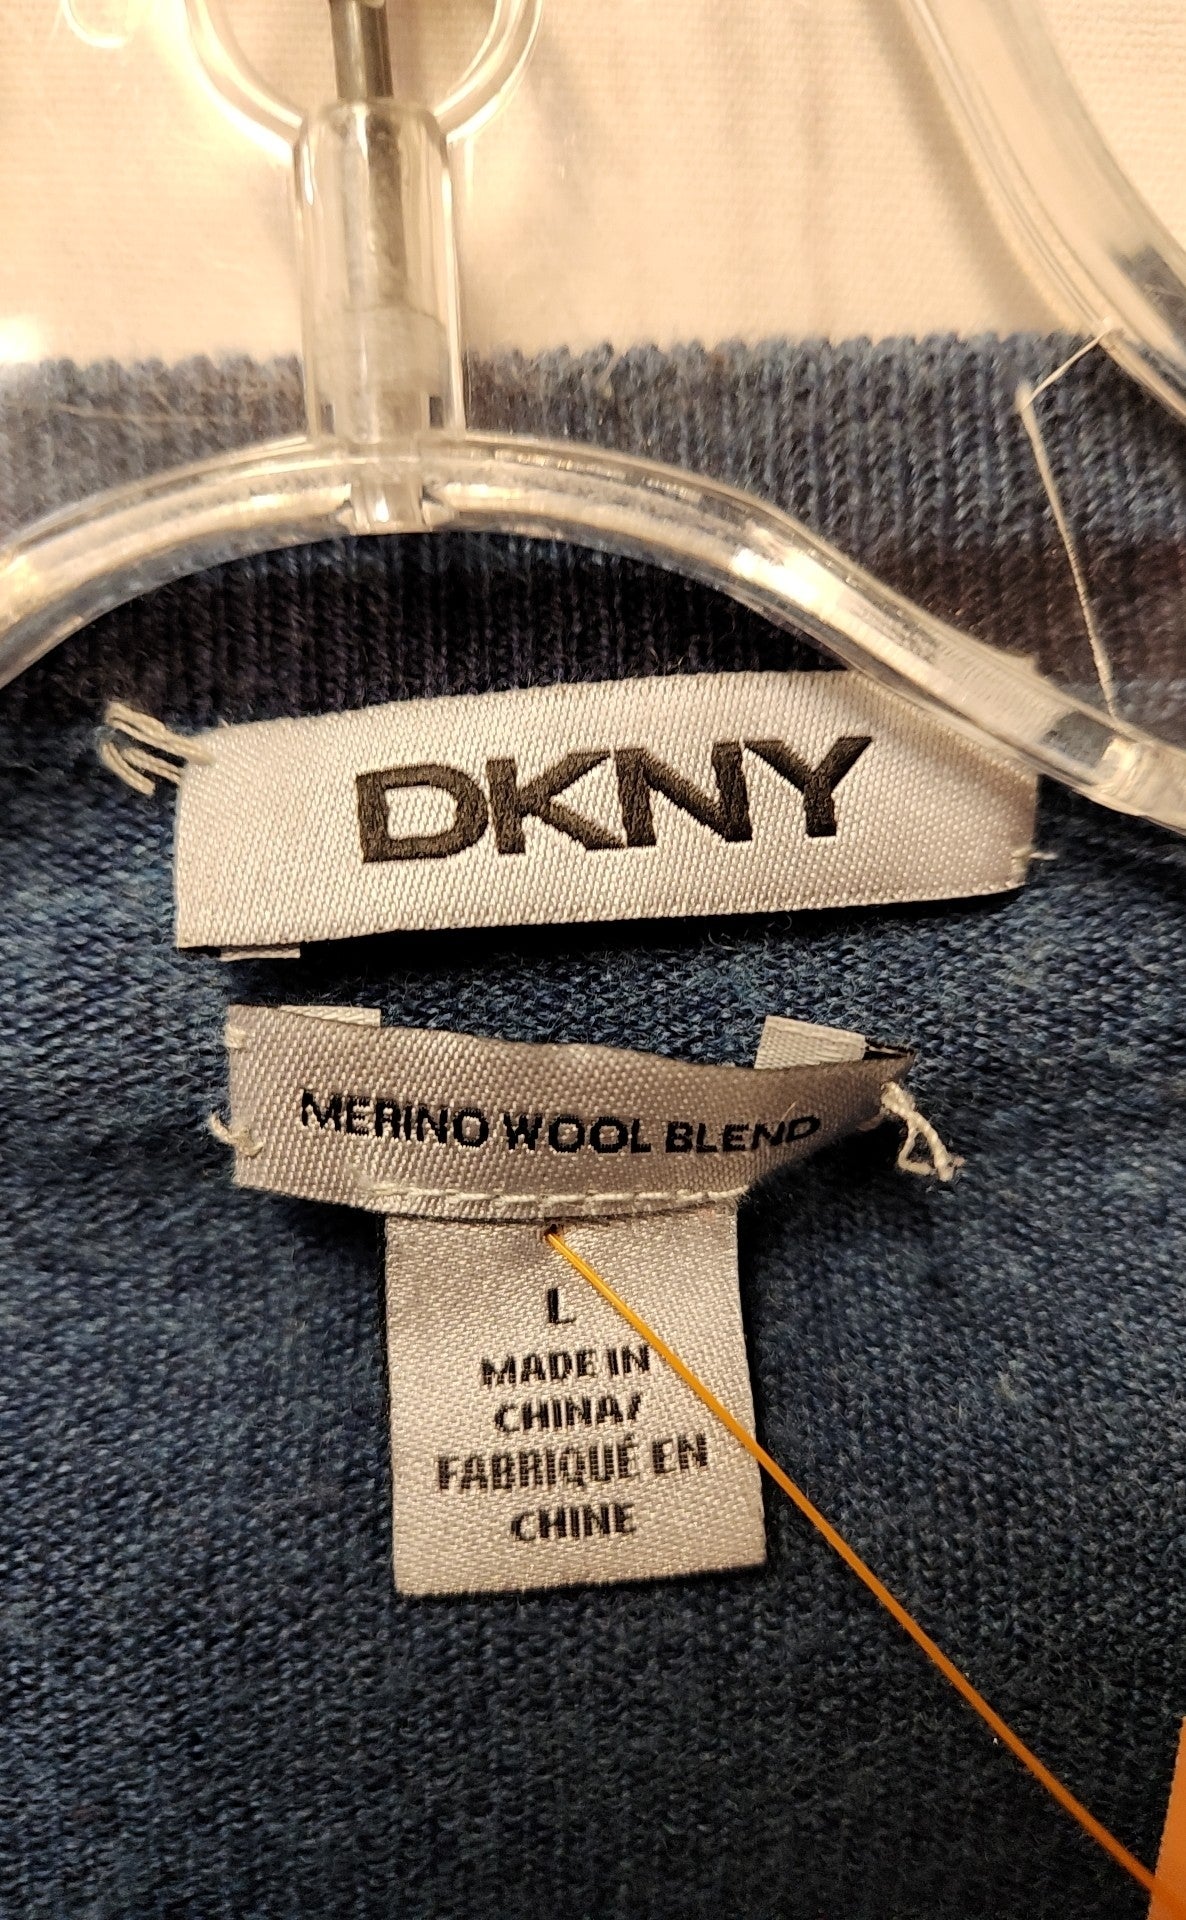 DKNY
MERINO WOOL BLEND
L
MADE IN
CHINA/
FABRIQUÉ EN
CHINE